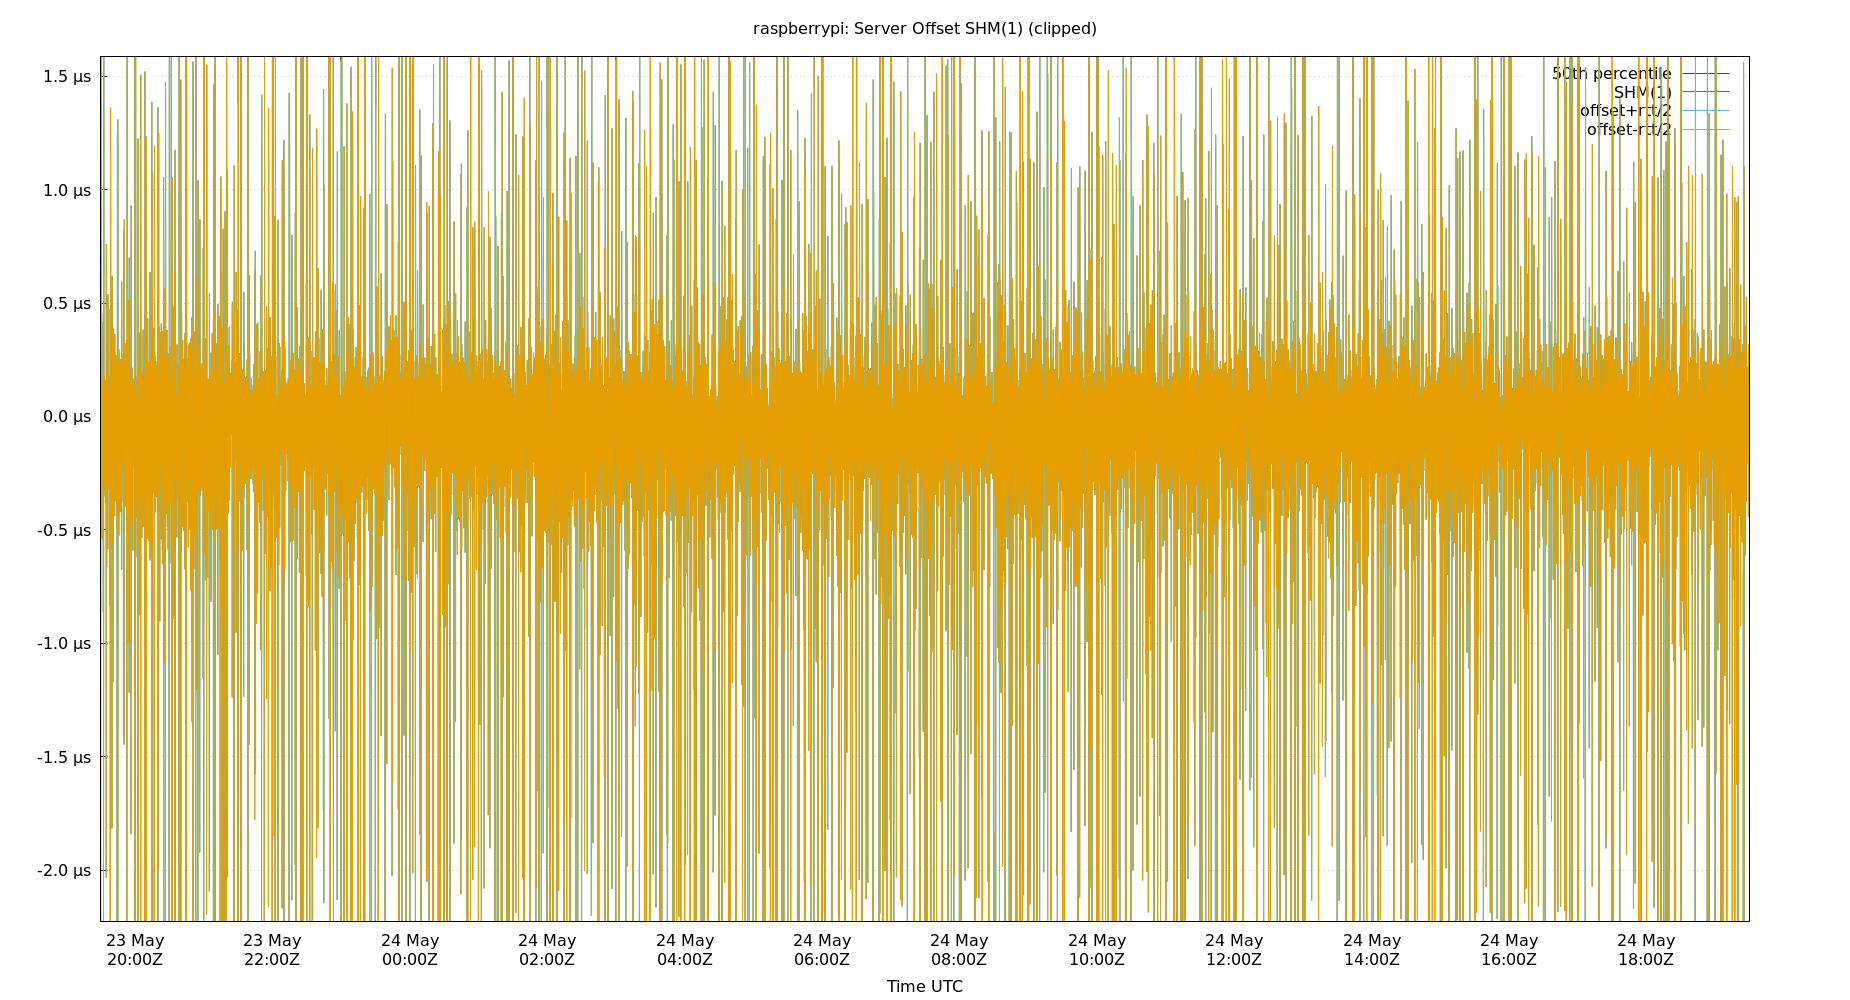 raspberrypi: Server Offset SHM(1) (clipped)
1.5 µs
1.0 µs
0.5 µs
0.0 µs
-0.5 µs
-1.0 µs
-1.5 µs
-2.0 µs
50th percentile
SHM(1)
offset+rtt/2
offset-rtt/2
23 May 23 May 24 May 24 May 24 May 24 May 24 May 24 May 24 May 24 May 24 May 24 May
20:00Z 22:00Z 00:00Z 02:00Z 04:00Z 06:00Z 08:00Z 10:00Z 12:00Z 14:00Z 16:00Z 18:00Z
Time UTC